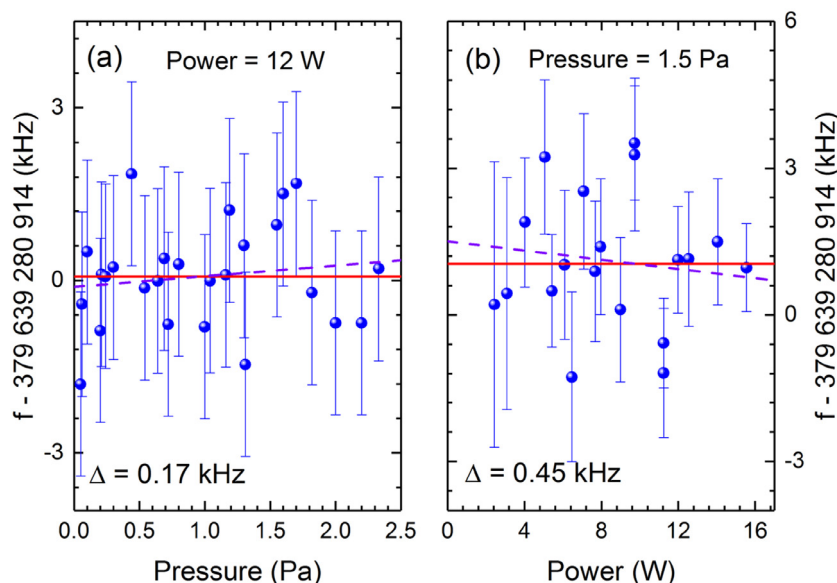 (a)
Power = 12 W
f - 379 639 280 914 (kHz)
3
0
-3
Δ = 0.17 kHz
0.0 0.5 1.0 1.5 2.0 2.5
Pressure (Pa)
(b)
Pressure = 1.5 Pa
6
3
0
-3
f - 379 639 280 914 (kHz)
Δ = 0.45 kHz
0 4 8 12 16
Power (W)